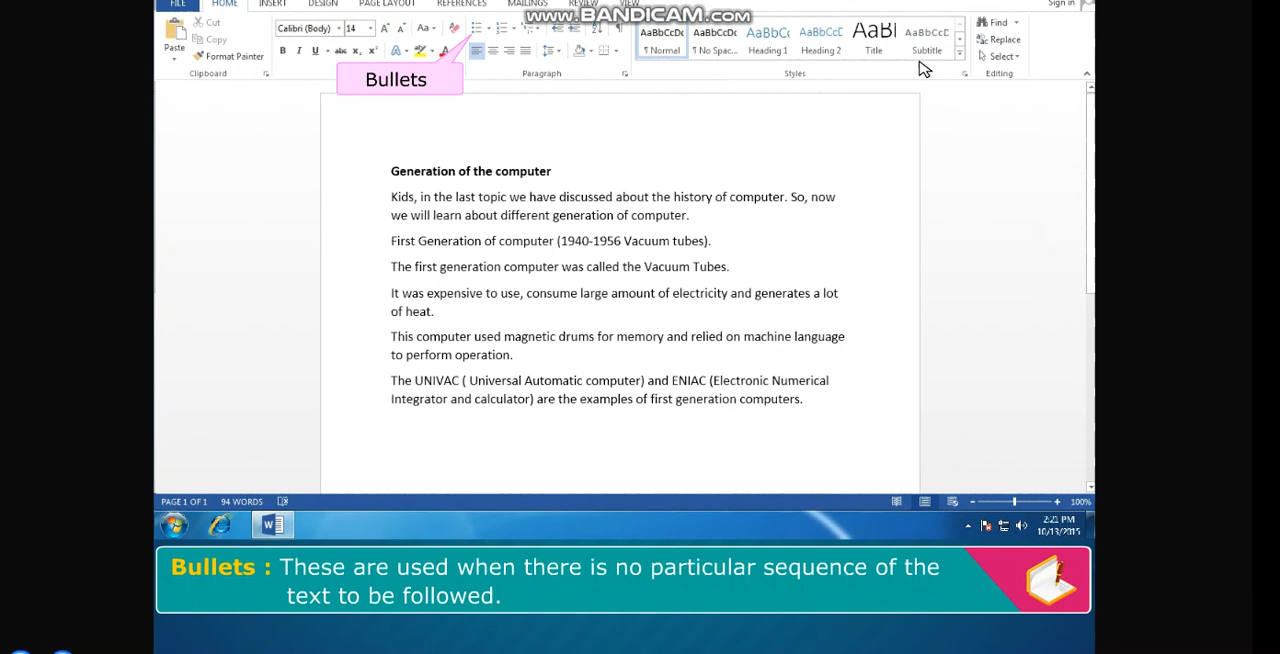 www.BANDICAM.com
FILE HOME INSERT DESIGN PAGE LAYOUT REFERENCES MAILINGS REVIEW VIEW Sign in
Cut
Copy
Paste
Format Painter
Clipboard
Calibri (Body) 14
Bullets
Paragraph
AaBbCcDc AaBbCcDc AaBbCc AaBbCcC AaBl AaBbCcC
¶ Normal ¶ No Spac... Heading 1 Heading 2 Title Subtitle
Styles
Find
Replace
Select
Editing
Generation of the computer
Kids, in the last topic we have discussed about the history of computer. So, now
we will learn about different generation of computer.
First Generation of computer (1940-1956 Vacuum tubes).
The first generation computer was called the Vacuum Tubes.
It was expensive to use, consume large amount of electricity and generates a lot
of heat.
This computer used magnetic drums for memory and relied on machine language
to perform operation.
The UNIVAC ( Universal Automatic computer) and ENIAC (Electronic Numerical
Integrator and calculator) are the examples of first generation computers.
PAGE 1 OF 1 94 WORDS 100%
2:21 PM
10/13/2015
Bullets : These are used when there is no particular sequence of the
text to be followed.